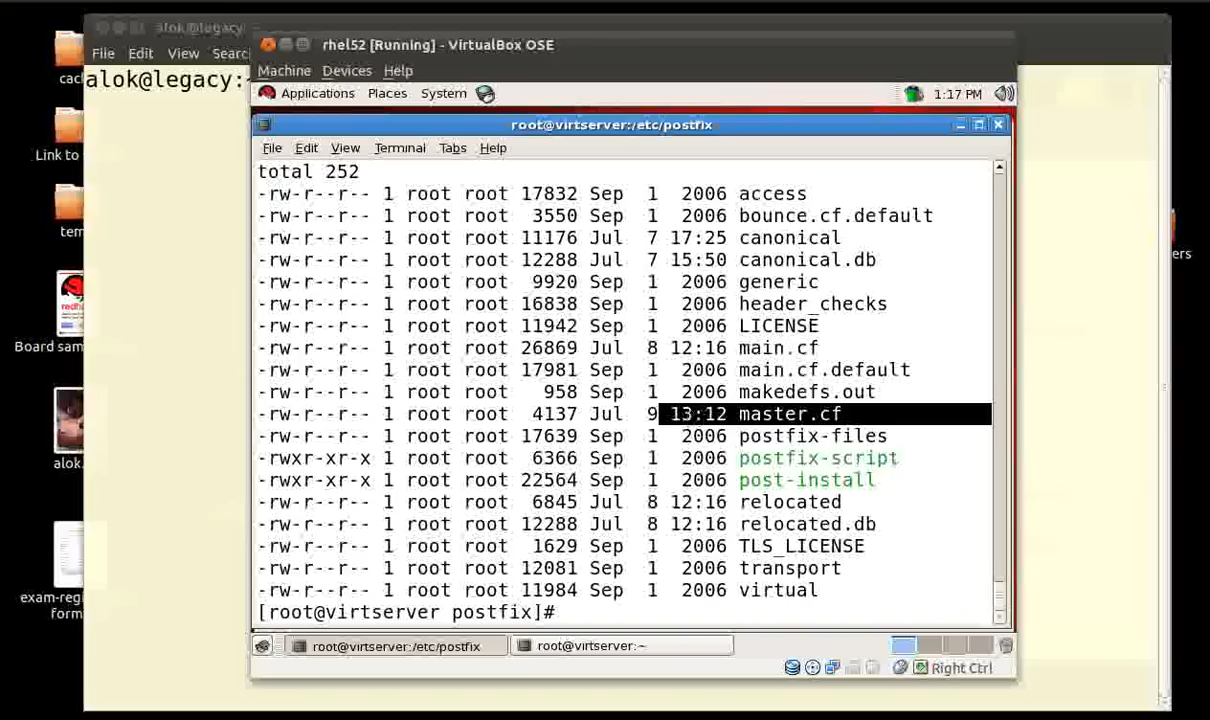 alok@legacy: ~
File Edit View Searc
alok@legacy:~
rhel52 [Running] - VirtualBox OSE
Machine Devices Help
Applications Places System 1:17 PM
root@virtserver:/etc/postfix
File Edit View Terminal Tabs Help
total 252
-rw-r--r-- 1 root root 17832 Sep  1  2006 access
-rw-r--r-- 1 root root  3550 Sep  1  2006 bounce.cf.default
-rw-r--r-- 1 root root 11176 Jul  7 17:25 canonical
-rw-r--r-- 1 root root 12288 Jul  7 15:50 canonical.db
-rw-r--r-- 1 root root  9920 Sep  1  2006 generic
-rw-r--r-- 1 root root 16838 Sep  1  2006 header_checks
-rw-r--r-- 1 root root 11942 Sep  1  2006 LICENSE
-rw-r--r-- 1 root root 26869 Jul  8 12:16 main.cf
-rw-r--r-- 1 root root 17981 Sep  1  2006 main.cf.default
-rw-r--r-- 1 root root   958 Sep  1  2006 makedefs.out
-rw-r--r-- 1 root root  4137 Jul  9 13:12 master.cf
-rw-r--r-- 1 root root 17639 Sep  1  2006 postfix-files
-rwxr-xr-x 1 root root  6366 Sep  1  2006 postfix-script
-rwxr-xr-x 1 root root 22564 Sep  1  2006 post-install
-rw-r--r-- 1 root root  6845 Jul  8 12:16 relocated
-rw-r--r-- 1 root root 12288 Jul  8 12:16 relocated.db
-rw-r--r-- 1 root root  1629 Sep  1  2006 TLS_LICENSE
-rw-r--r-- 1 root root 12081 Sep  1  2006 transport
-rw-r--r-- 1 root root 11984 Sep  1  2006 virtual
[root@virtserver postfix]#
root@virtserver:/etc/postfix root@virtserver:~
Right Ctrl
cacl
Link to
tem
redha
Board sam
alok.
exam-reg
form
ers